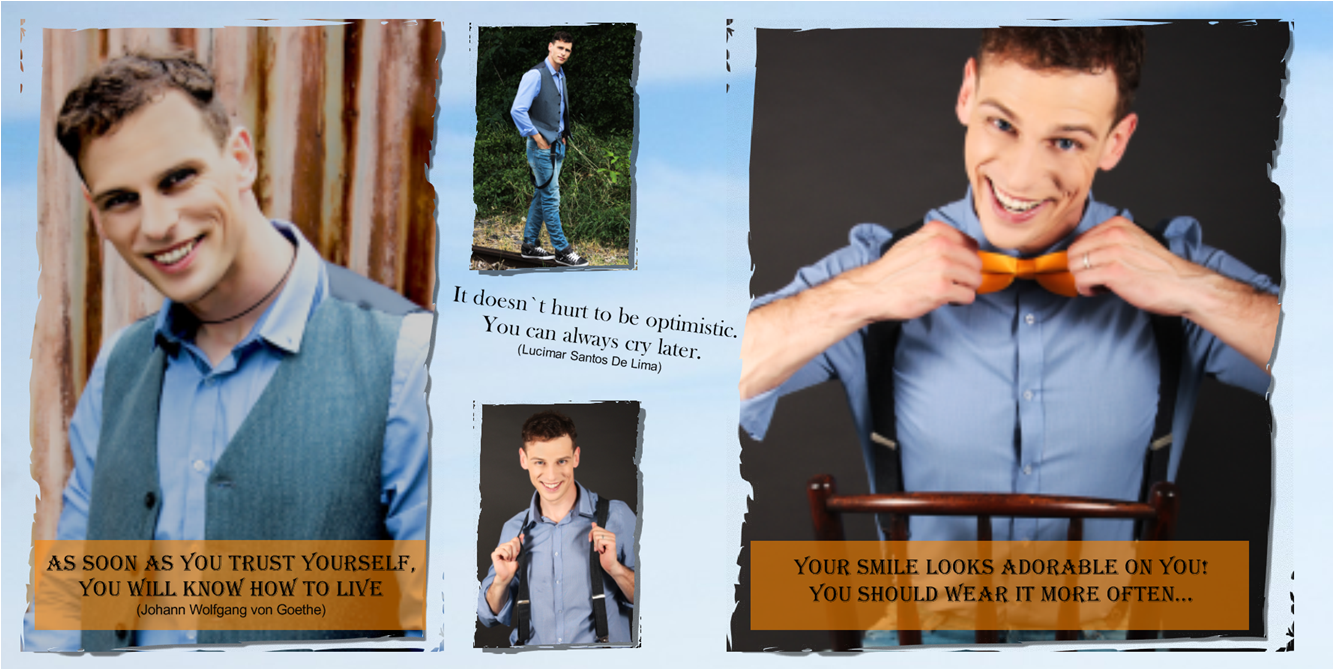 AS SOON AS YOU TRUST YOURSELF,
YOU WILL KNOW HOW TO LIVE
(Johann Wolfgang von Goethe)
It doesn`t hurt to be optimistic.
You can always cry later.
(Lucimar Santos De Lima)
YOUR SMILE LOOKS ADORABLE ON YOU!
YOU SHOULD WEAR IT MORE OFTEN...